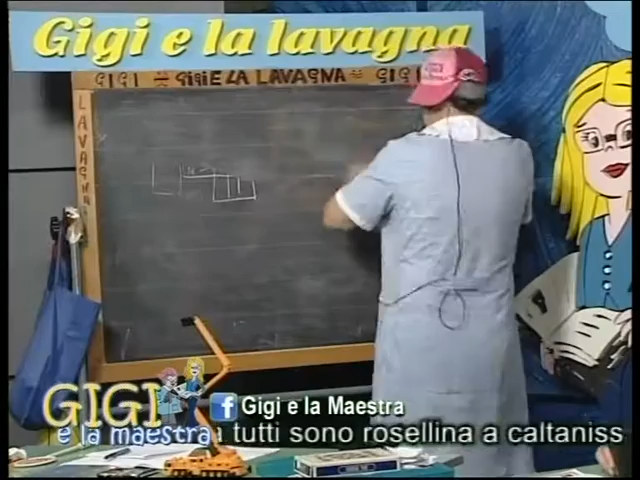 Gigi e la lavagna
GIGI E LA LAVAGNA GIGI
LAVAGNA
GIGI
e la Maestra
Gigi e la Maestra
tutti sono rosellina a caltaniss